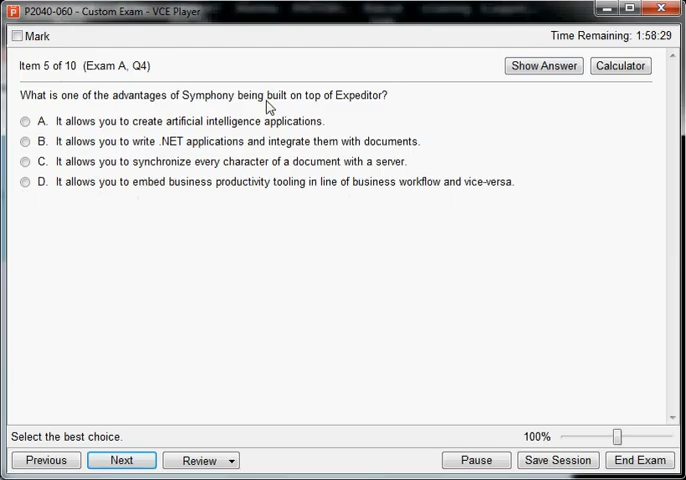 P2040-060 - Custom Exam - VCE Player
Mark
Time Remaining: 1:58:29
Item 5 of 10 (Exam A, Q4)
Show Answer
Calculator
What is one of the advantages of Symphony being built on top of Expeditor?
A. It allows you to create artificial intelligence applications.
B. It allows you to write .NET applications and integrate them with documents.
C. It allows you to synchronize every character of a document with a server.
D. It allows you to embed business productivity tooling in line of business workflow and vice-versa.
Select the best choice.
100%
Previous
Next
Review
Pause
Save Session
End Exam